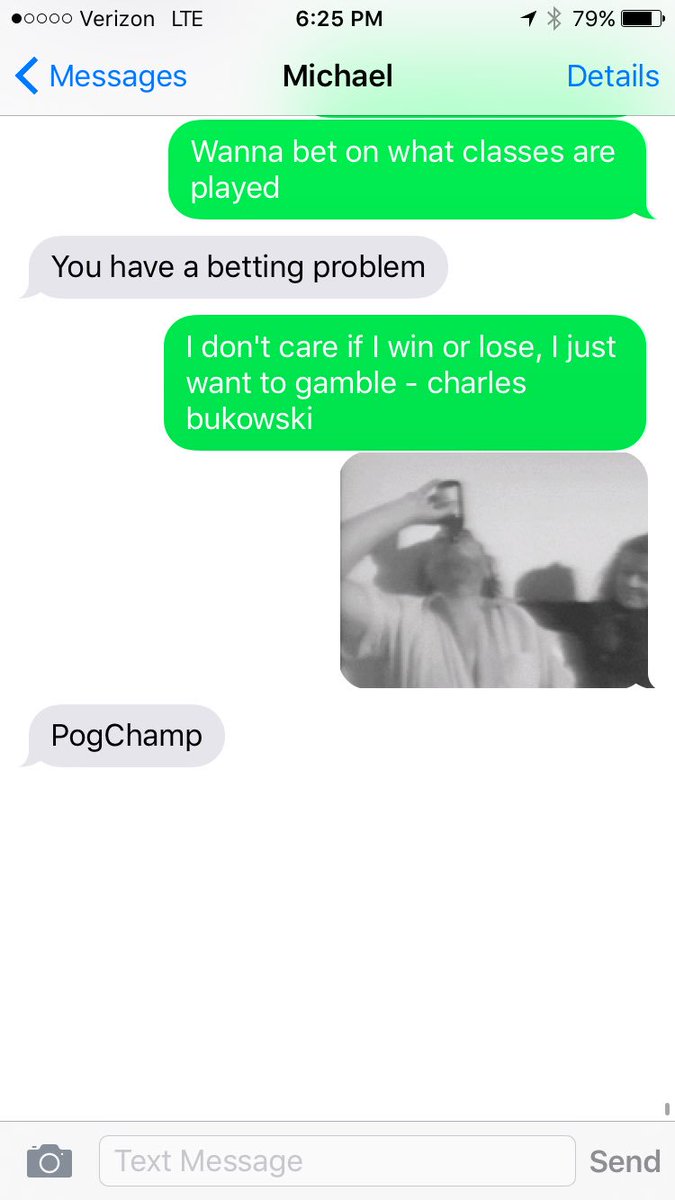 Verizon LTE 6:25 PM 79%
Messages Michael Details
Wanna bet on what classes are
played
You have a betting problem
I don't care if I win or lose, I just
want to gamble - charles
bukowski
PogChamp
Text Message Send